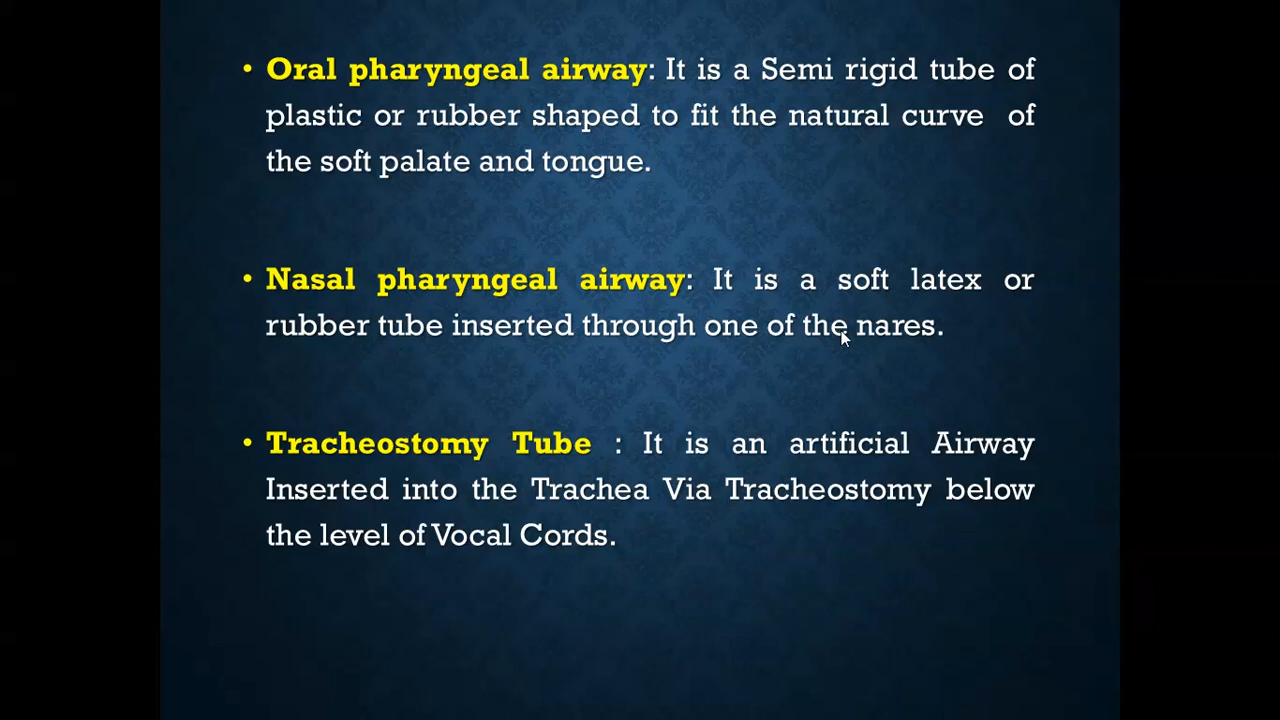 • Oral pharyngeal airway: It is a Semi rigid tube of
plastic or rubber shaped to fit the natural curve of
the soft palate and tongue.
• Nasal pharyngeal airway: It is a soft latex or
rubber tube inserted through one of the nares.
• Tracheostomy Tube : It is an artificial Airway
Inserted into the Trachea Via Tracheostomy below
the level of Vocal Cords.